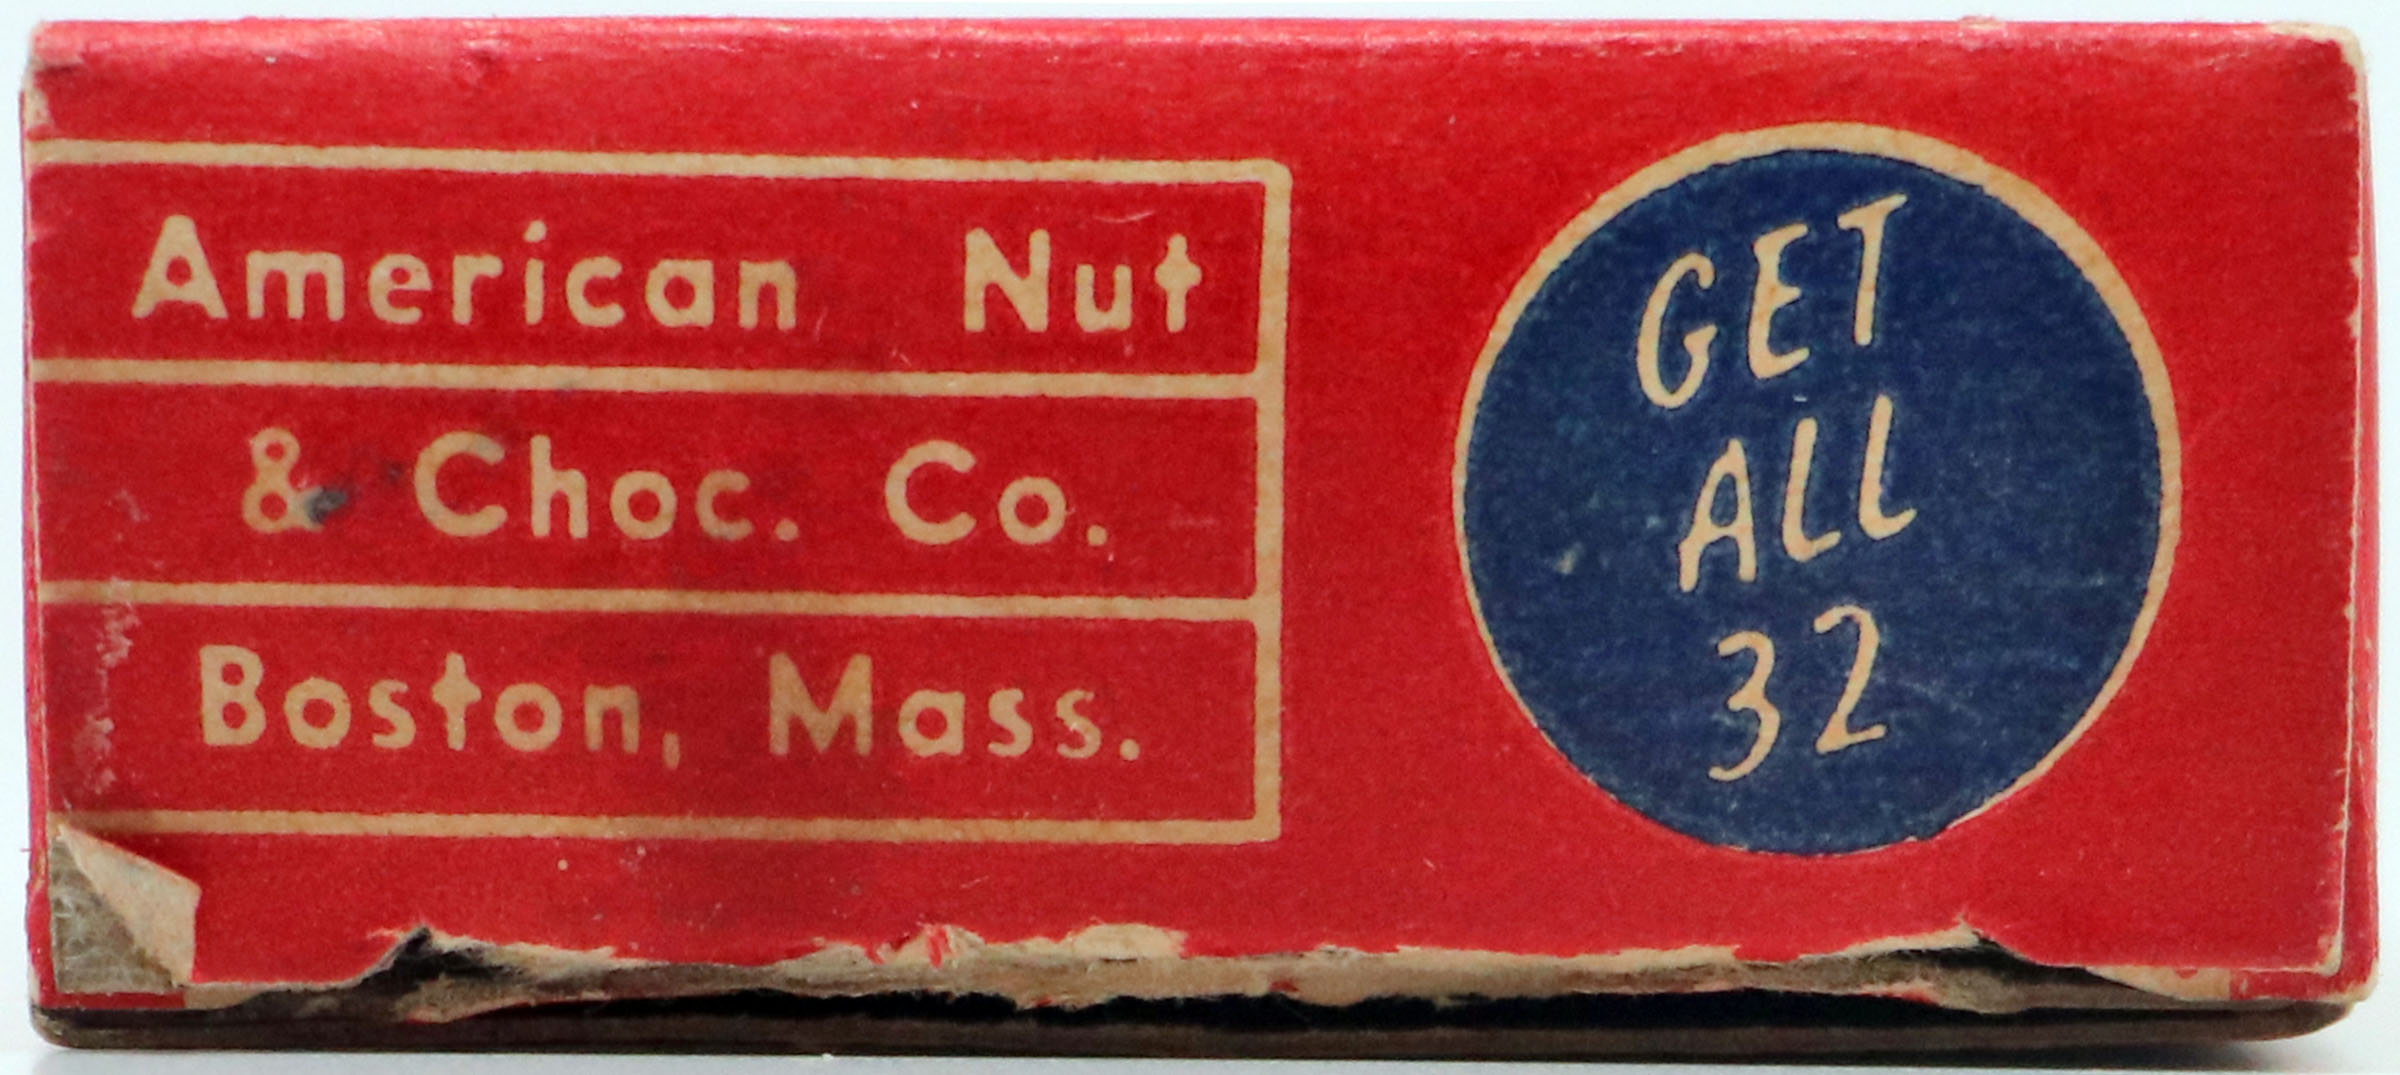 American Nut
& Choc. Co.
Boston, Mass.
GET
ALL
32